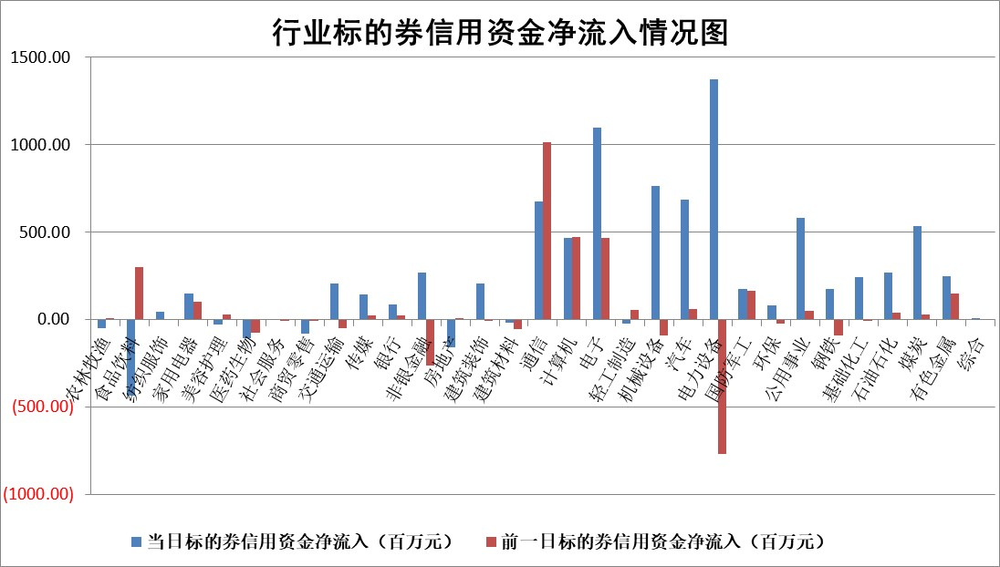 行业标的券信用资金净流入情况图
1500.00
1000.00
500.00
0.00
(500.00)
(1000.00)
农林牧渔
食品饮料
纺织服饰
家用电器
美容护理
医药生物
社会服务
商贸零售
交通运输
传媒
银行
非银金融
房地产
建筑装饰
建筑材料
通信
计算机
电子
轻工制造
机械设备
汽车
电力设备
国防军工
环保
公用事业
钢铁
基础化工
石油石化
煤炭
有色金属
综合
当日标的券信用资金净流入（百万元）
前一日标的券信用资金净流入（百万元）